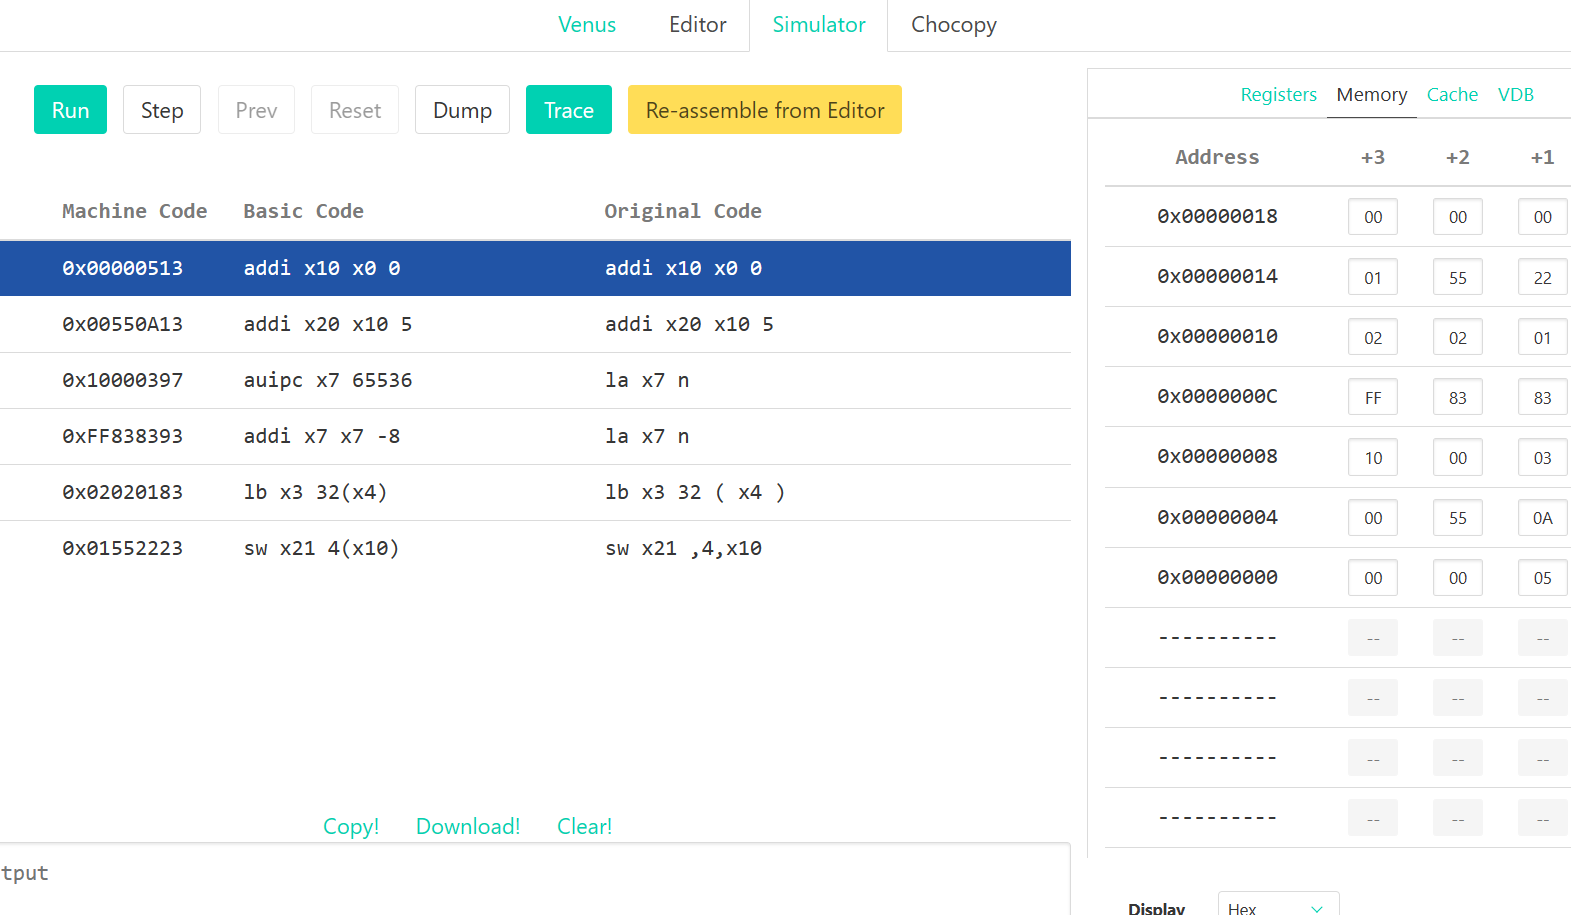 Venus Editor Simulator Chocopy
Run Step Prev Reset Dump Trace Re-assemble from Editor
Machine Code Basic Code Original Code
0x00000513 addi x10 x0 0 addi x10 x0 0
0x00550A13 addi x20 x10 5 addi x20 x10 5
0x10000397 auipc x7 65536 la x7 n
0xFF838393 addi x7 x7 -8 la x7 n
0x02020183 lb x3 32(x4) lb x3 32 ( x4 )
0x01552223 sw x21 4(x10) sw x21 ,4,x10
Copy! Download! Clear!
tput
Registers Memory Cache VDB
Address +3 +2 +1
0x00000018 00 00 00
0x00000014 01 55 22
0x00000010 02 02 01
0x0000000C FF 83 83
0x00000008 10 00 03
0x00000004 00 55 0A
0x00000000 00 00 05
---------- -- -- --
---------- -- -- --
---------- -- -- --
---------- -- -- --
Display Hex